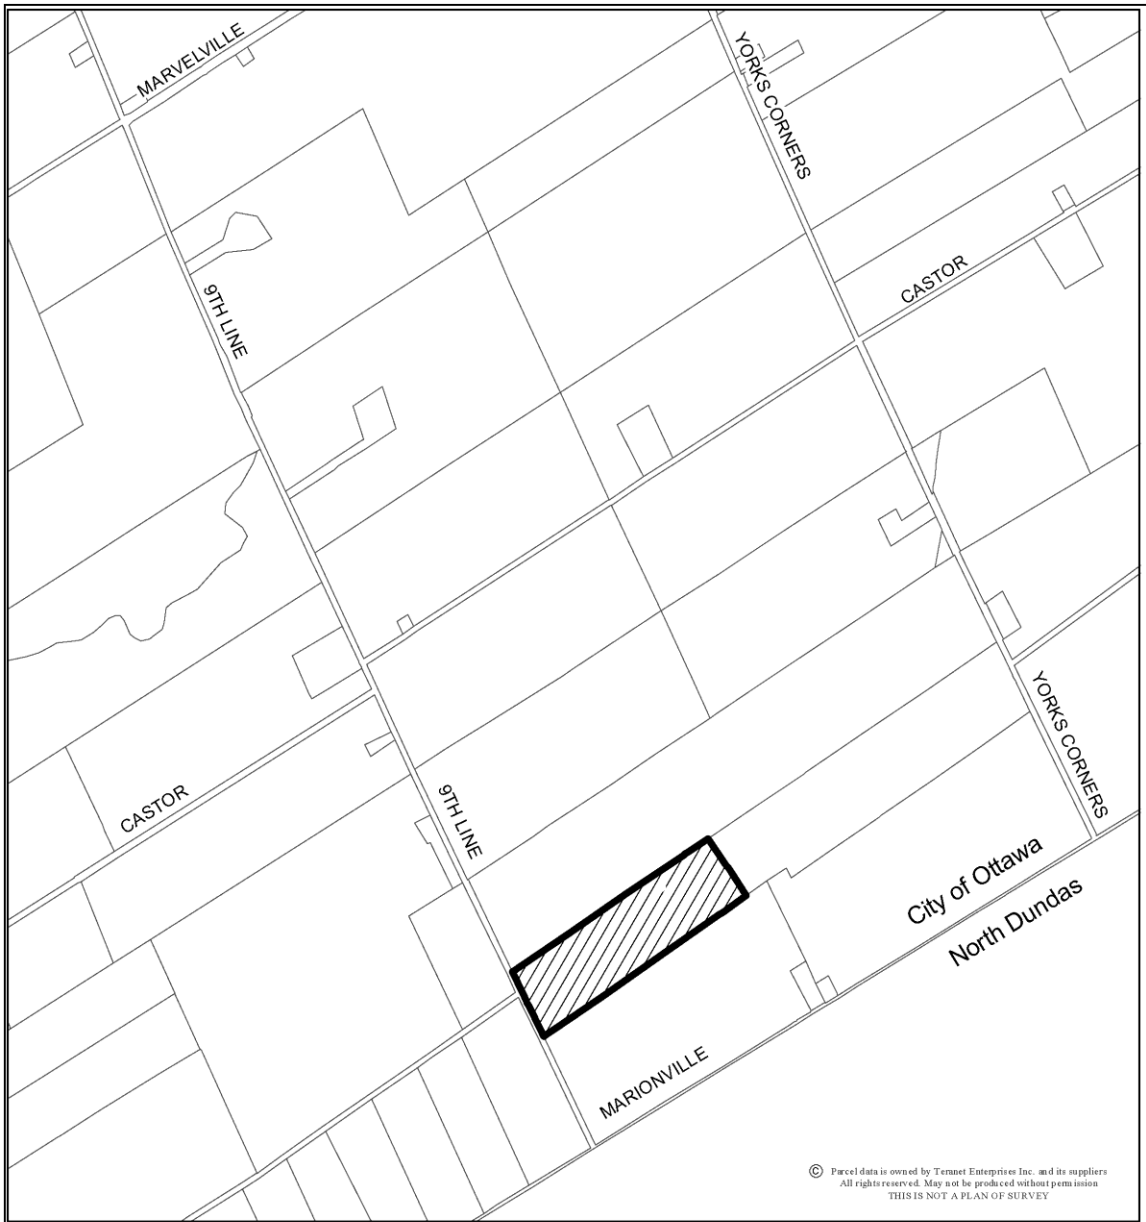 MARVELVILLE
YORKS CORNERS
CASTOR
9TH LINE
YORKS CORNERS
CASTOR
9TH LINE
City of Ottawa
North Dundas
MARIONVILLE
© Parcel data is owned by Teranet Enterprises Inc. and its suppliers
All rights reserved. May not be produced without permission
THIS IS NOT A PLAN OF SURVEY